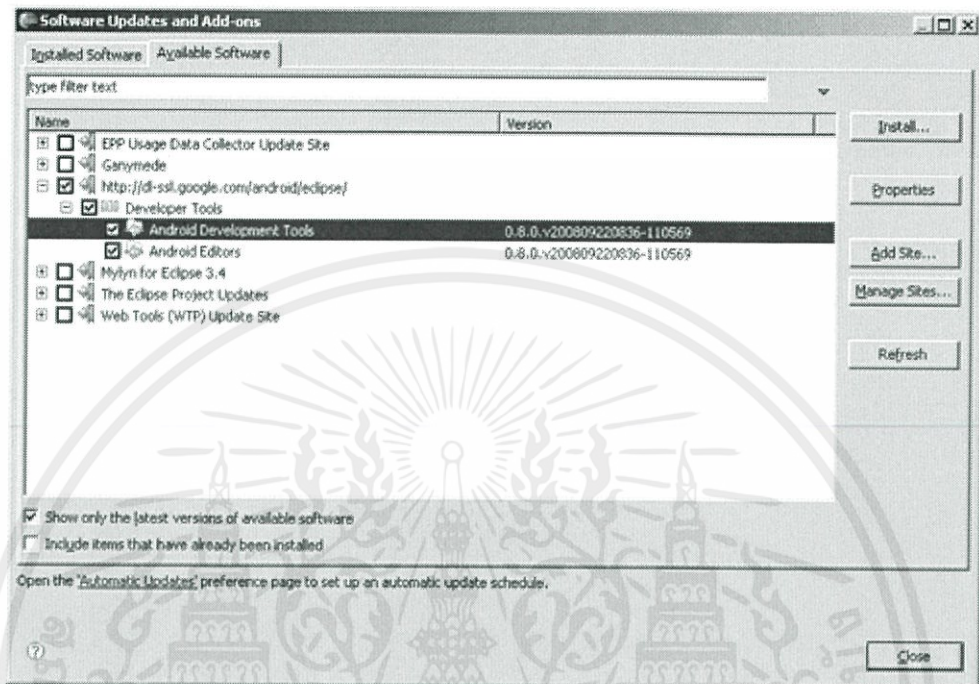 Software Updates and Add-ons
Installed Software Available Software
type filter text
Name Version
EPP Usage Data Collector Update Site
Ganymede
http://dl-ssl.google.com/android/eclipse/
Developer Tools
Android Development Tools 0.8.0.v200809220836-110569
Android Editors 0.8.0.v200809220836-110569
Mylyn for Eclipse 3.4
The Eclipse Project Updates
Web Tools (WTP) Update Site
Install...
Properties
Add Site...
Manage Sites...
Refresh
Show only the latest versions of available software
Include items that have already been installed
Open the 'Automatic Updates' preference page to set up an automatic update schedule.
Close